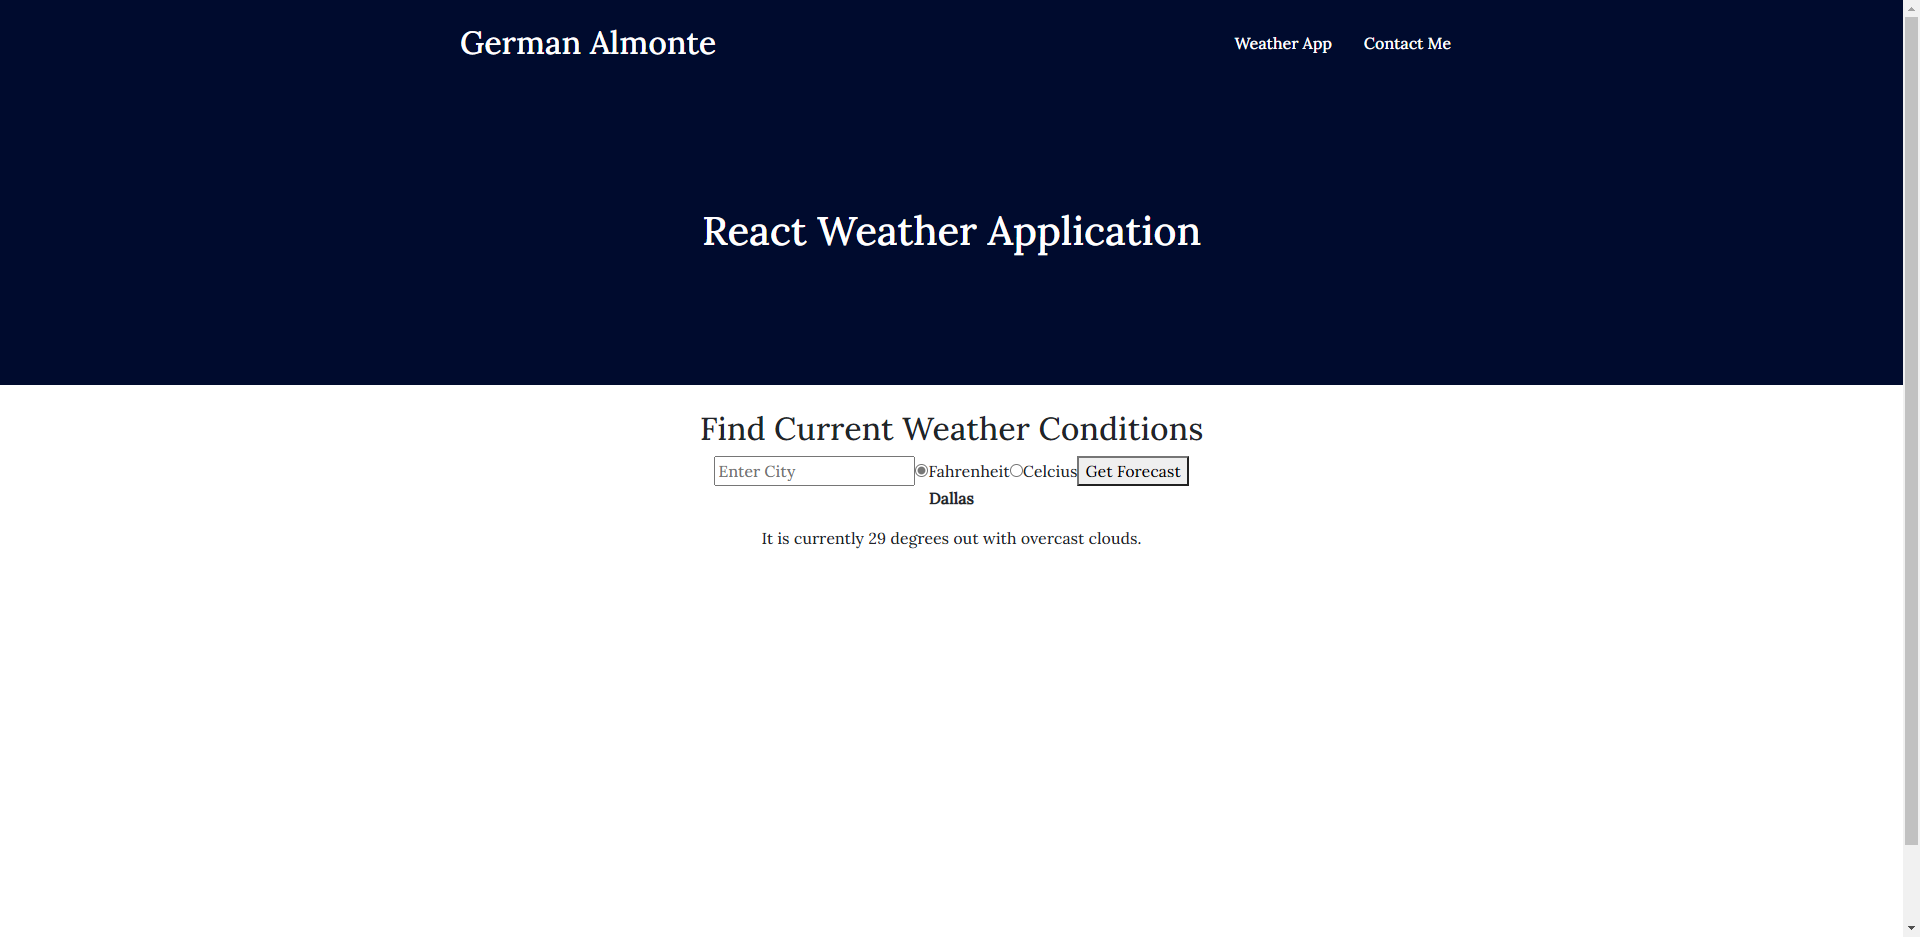 German Almonte
Weather App Contact Me
React Weather Application
Find Current Weather Conditions
Enter City Fahrenheit Celcius Get Forecast
Dallas
It is currently 29 degrees out with overcast clouds.